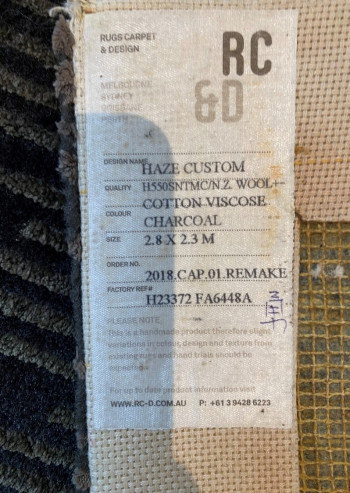 RUGS CARPET
& DESIGN
RC
&D
MELBOURNE
SYDNEY
BRISBANE
DESIGN NAME
HAZE CUSTOM
QUALITY
H550SNTMC/N.Z. WOOL+
COTTON VISCOSE
COLOUR
CHARCOAL
SIZE
2.8 X 2.3 M
ORDER NO.
2018.CAP.01.REMAKE
FACTORY REF#
H23372 FA6448A
PLEASE NOTE,
This is a handmade product therefore slight
variations in colour, design and texture from
existing rugs and hand trials should be
expected.
For up to date product information visit
WWW.RC-D.COM.AU P: +61 3 9428 6223